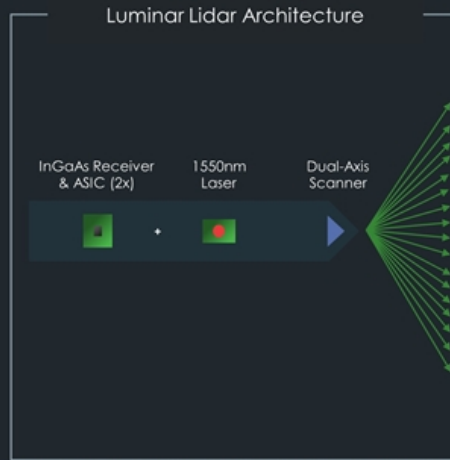 Luminar Lidar Architecture
InGaAs Receiver
& ASIC (2x)
+
1550nm
Laser
Dual-Axis
Scanner